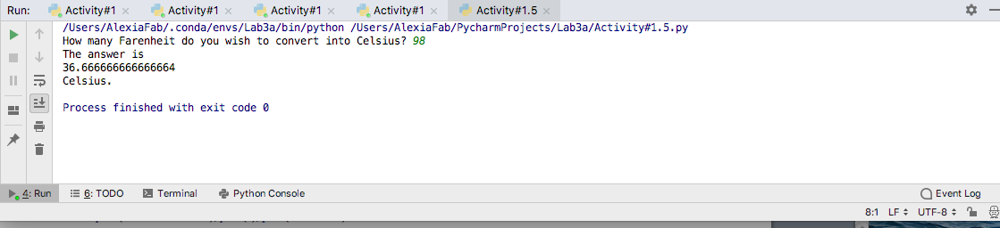 Run: Activity#1 Activity#1 Activity#1 Activity#1 Activity#1.5
/Users/AlexiaFab/.conda/envs/Lab3a/bin/python /Users/AlexiaFab/PycharmProjects/Lab3a/Activity#1.5.py
How many Farenheit do you wish to convert into Celsius? 98
The answer is
36.666666666666664
Celsius.
Process finished with exit code 0
4: Run 6: TODO Terminal Python Console Event Log
8:1 LF UTF-8